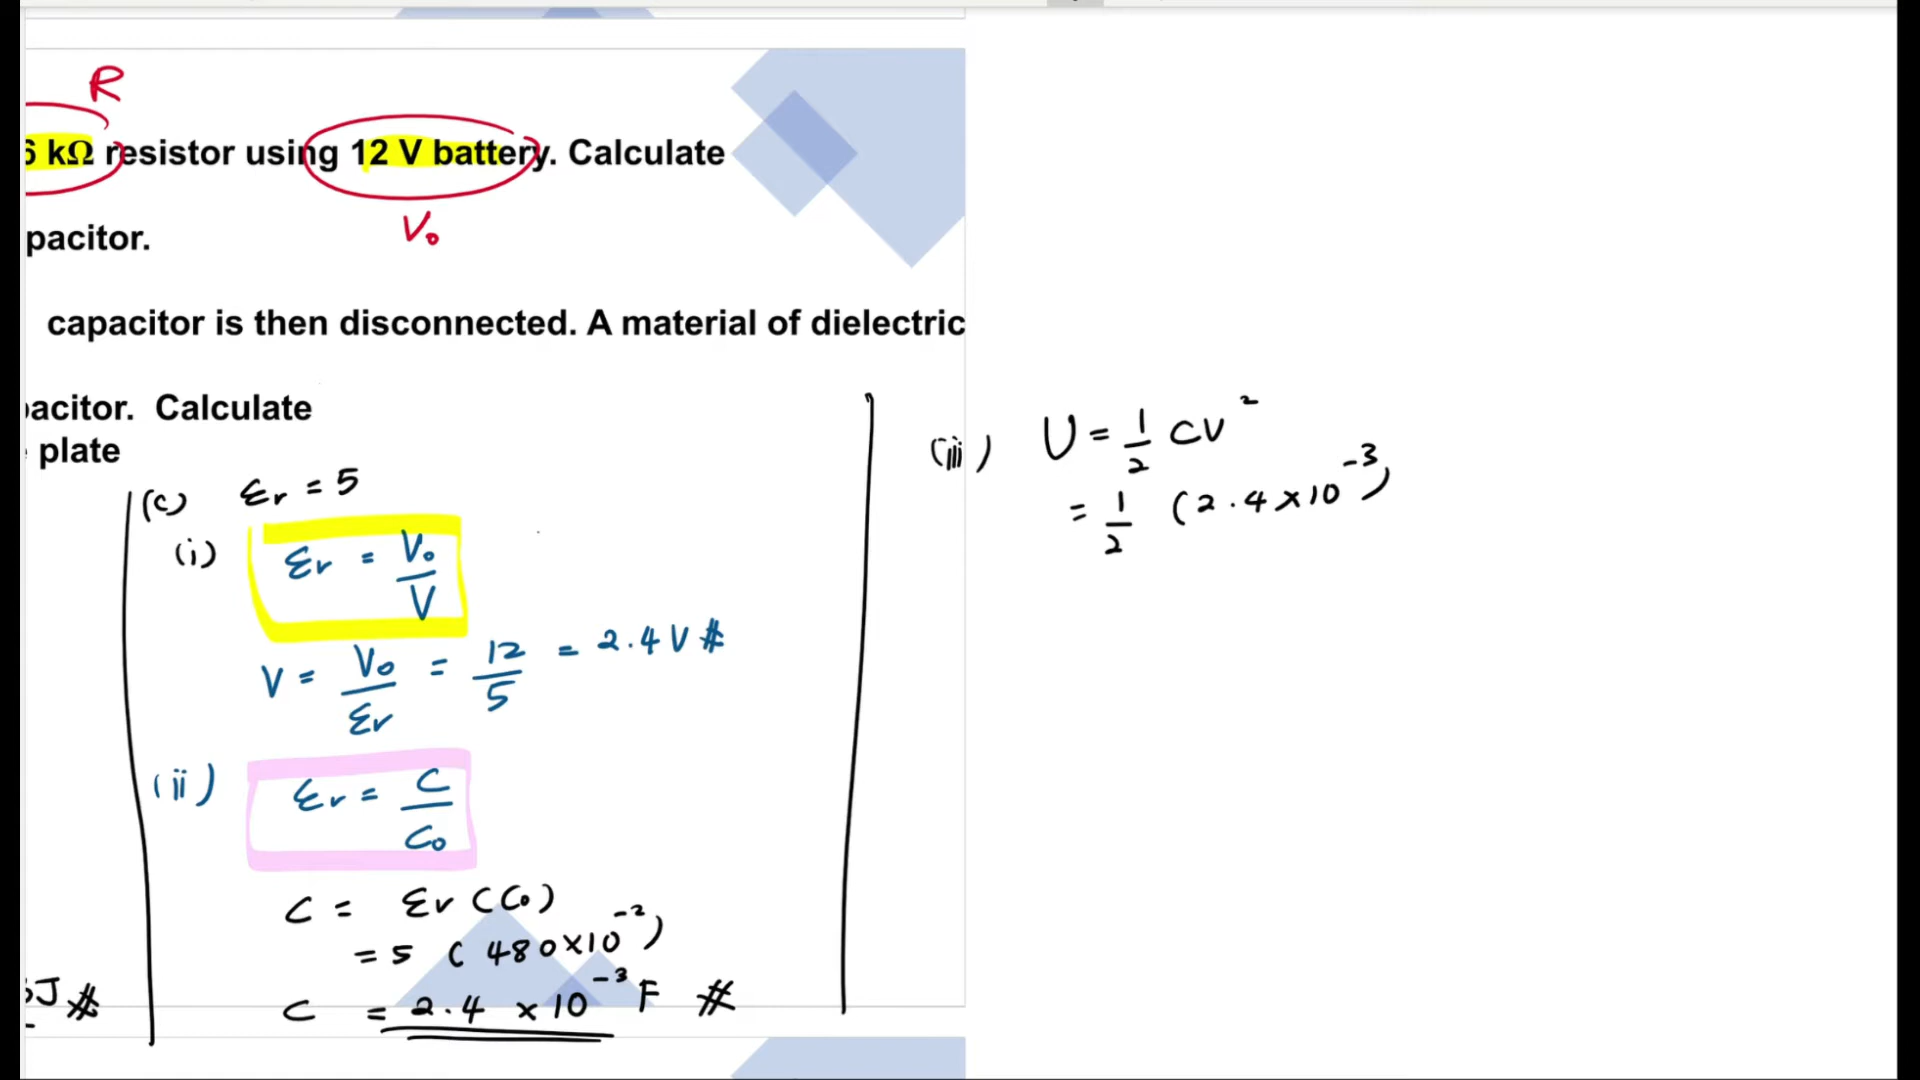 R
6 kΩ resistor using 12 V battery. Calculate
V₀
pacitor.
capacitor is then disconnected. A material of dielectric
acitor. Calculate
plate
(c) εr = 5
(i) εr = V₀/V
V = V₀/εr = 12/5 = 2.4 V #
(ii) εr = C/C₀
C = εr (C₀)
= 5 (480×10⁻²)
C = 2.4 ×10⁻³ F #
J #
(iii) U = 1/2 CV²
= 1/2 (2.4×10⁻³)